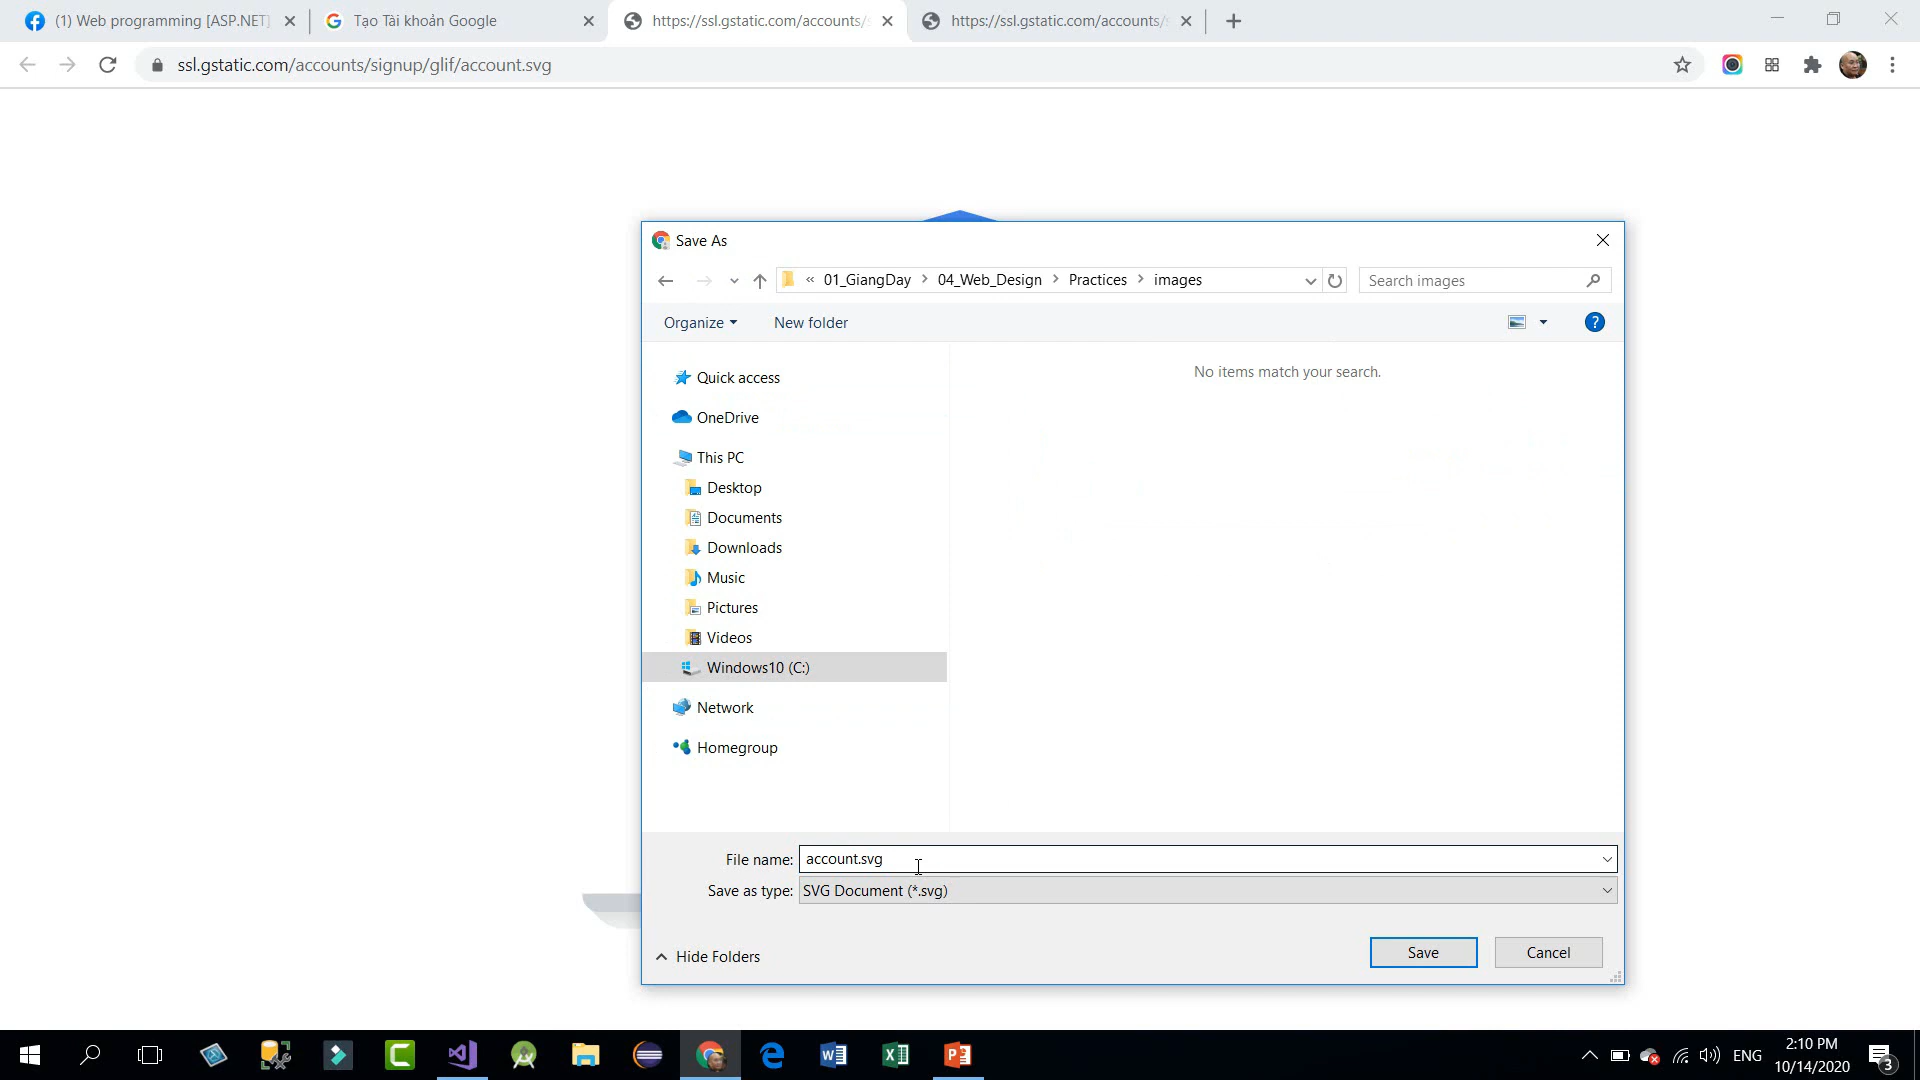 (1) Web programming [ASP.NET]
Tạo Tài khoản Google
https://ssl.gstatic.com/accounts/
https://ssl.gstatic.com/accounts/
ssl.gstatic.com/accounts/signup/glif/account.svg
Save As
« 01_GiangDay > 04_Web_Design > Practices > images
Search images
Organize
New folder
Quick access
No items match your search.
OneDrive
This PC
Desktop
Documents
Downloads
Music
Pictures
Videos
Windows10 (C:)
Network
Homegroup
File name: account.svg
Save as type: SVG Document (*.svg)
Hide Folders
Save
Cancel
ENG
2:10 PM
10/14/2020
3